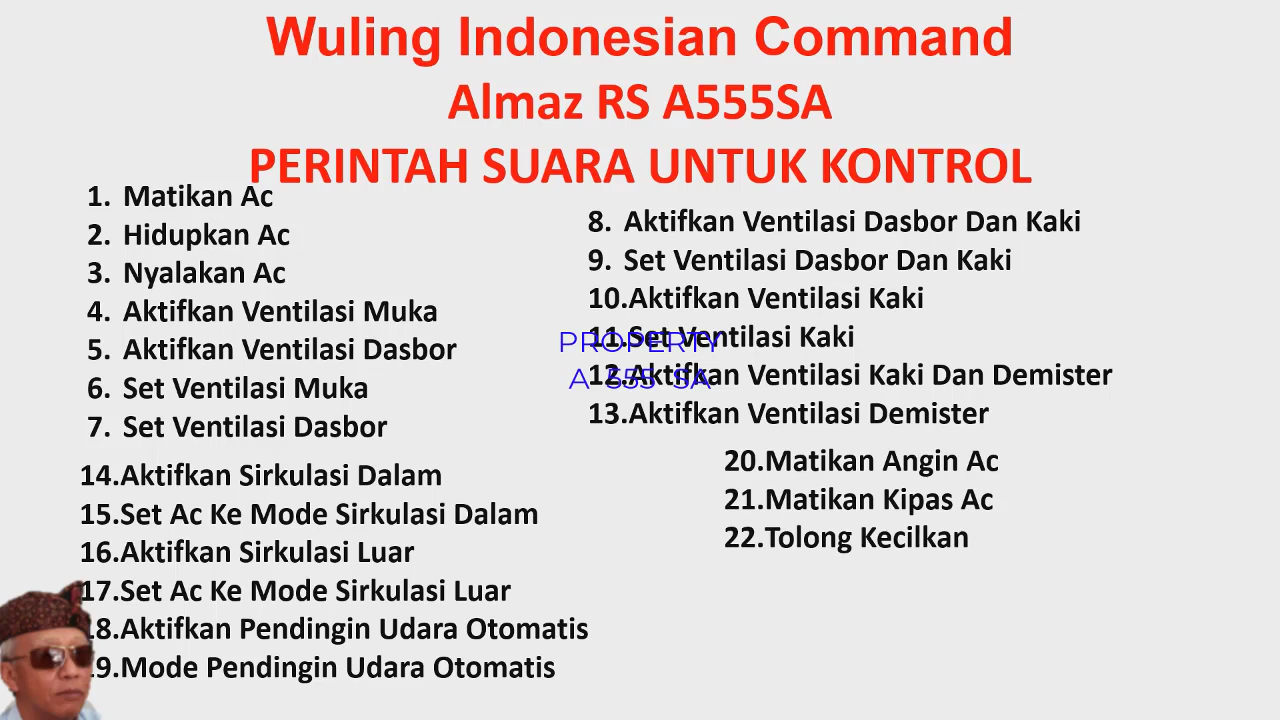 Wuling Indonesian Command
Almaz RS A555SA
PERINTAH SUARA UNTUK KONTROL
1. Matikan Ac
2. Hidupkan Ac
3. Nyalakan Ac
4. Aktifkan Ventilasi Muka
5. Aktifkan Ventilasi Dasbor
6. Set Ventilasi Muka
7. Set Ventilasi Dasbor
8. Aktifkan Ventilasi Dasbor Dan Kaki
9. Set Ventilasi Dasbor Dan Kaki
10.Aktifkan Ventilasi Kaki
11.Set Ventilasi Kaki
12.Aktifkan Ventilasi Kaki Dan Demister
13.Aktifkan Ventilasi Demister
PROPERTY
A 555 SA
14.Aktifkan Sirkulasi Dalam
15.Set Ac Ke Mode Sirkulasi Dalam
16.Aktifkan Sirkulasi Luar
17.Set Ac Ke Mode Sirkulasi Luar
18.Aktifkan Pendingin Udara Otomatis
19.Mode Pendingin Udara Otomatis
20.Matikan Angin Ac
21.Matikan Kipas Ac
22.Tolong Kecilkan